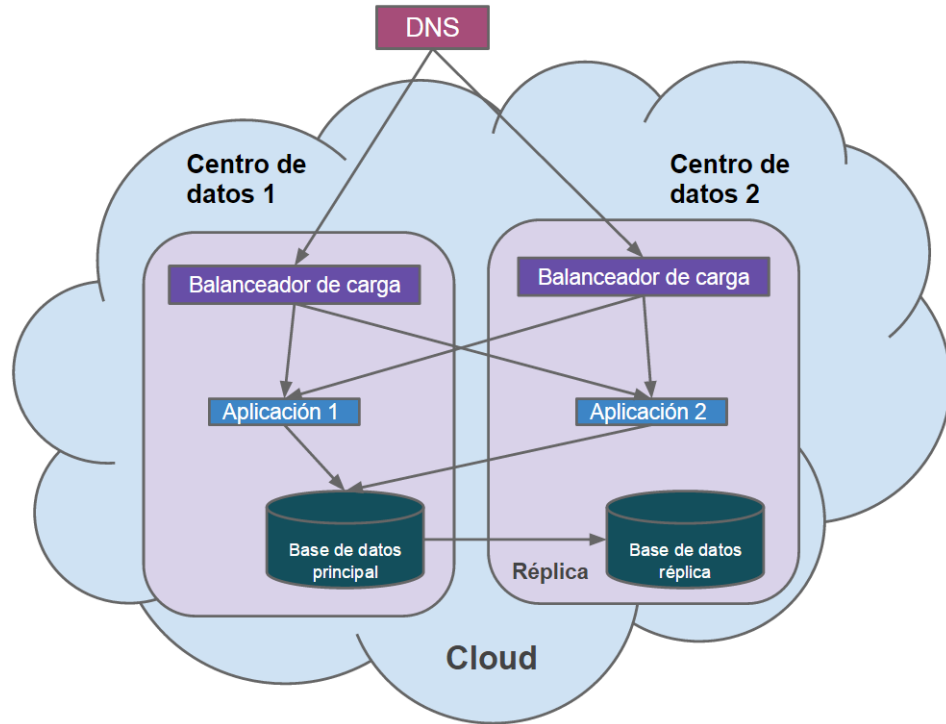 DNS
Centro de
datos 1
Centro de
datos 2
Balanceador de carga
Balanceador de carga
Aplicación 1
Aplicación 2
Base de datos
principal
Réplica
Base de datos
réplica
Cloud